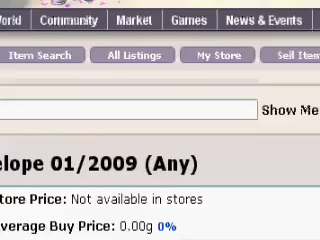 orld Community Market Games News & Events
Item Search All Listings My Store Sell Item
Show Me
elope 01/2009 (Any)
tore Price: Not available in stores
verage Buy Price: 0.00g 0%